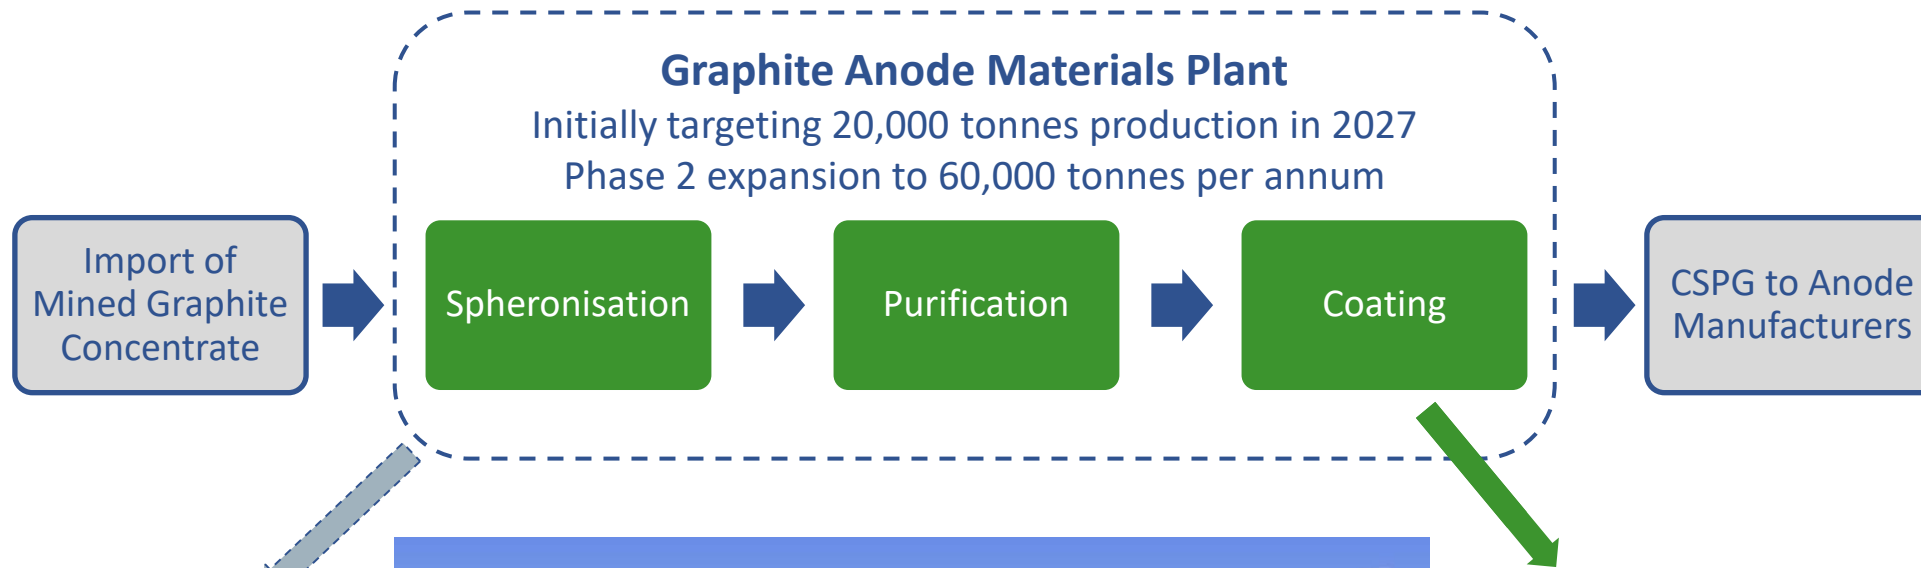 Graphite Anode Materials Plant
Initially targeting 20,000 tonnes production in 2027
Phase 2 expansion to 60,000 tonnes per annum
Import of
Mined Graphite
Concentrate
Spheronisation
Purification
Coating
CSPG to Anode
Manufacturers